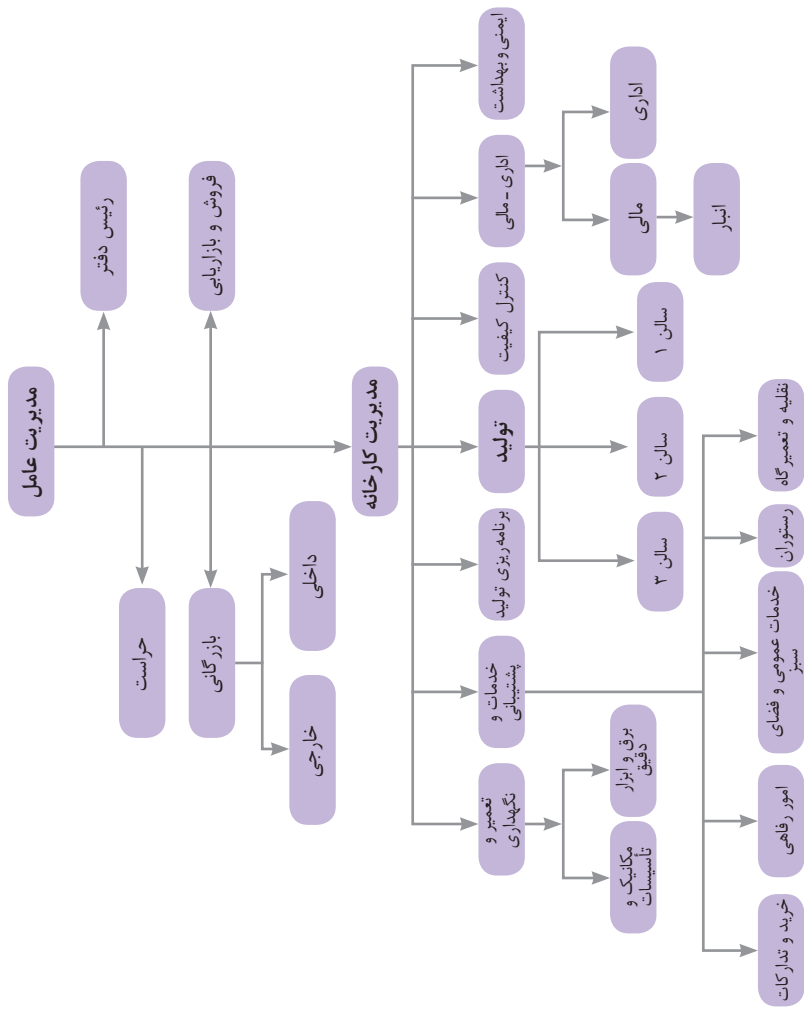 مدیریت عامل
رئیس دفتر
حراست
فروش و بازاریابی
بازرگانی
داخلی
خارجی
مدیریت کارخانه
ایمنی و بهداشت
اداری - مالی
کنترل کیفیت
تولید
برنامه‌ریزی تولید
خدمات و
پشتیبانی
تعمیر و
نگهداری
اداری
مالی
انبار
سالن ۱
سالن ۲
سالن ۳
برق و ابزار
دقیق
مکانیک و
تأسیسات
نقلیه و تعمیرگاه
رستوران
خدمات عمومی و فضای
سبز
امور رفاهی
خرید و تدارکات